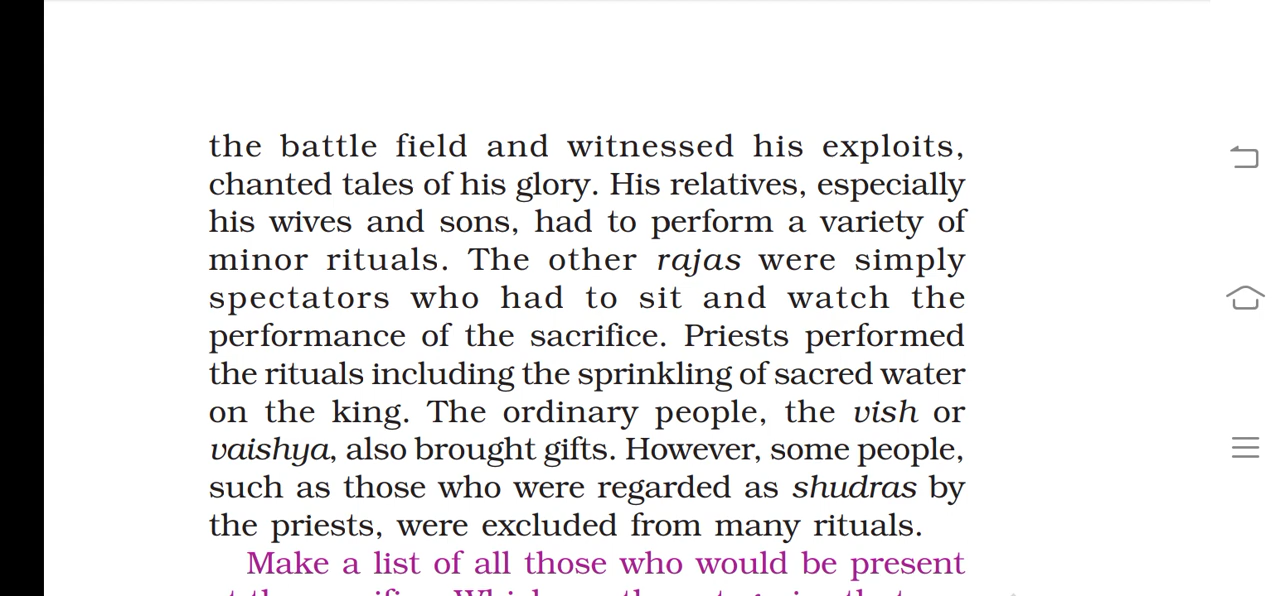 the battle field and witnessed his exploits,
chanted tales of his glory. His relatives, especially
his wives and sons, had to perform a variety of
minor rituals. The other rajas were simply
spectators who had to sit and watch the
performance of the sacrifice. Priests performed
the rituals including the sprinkling of sacred water
on the king. The ordinary people, the vish or
vaishya, also brought gifts. However, some people,
such as those who were regarded as shudras by
the priests, were excluded from many rituals.
Make a list of all those who would be present